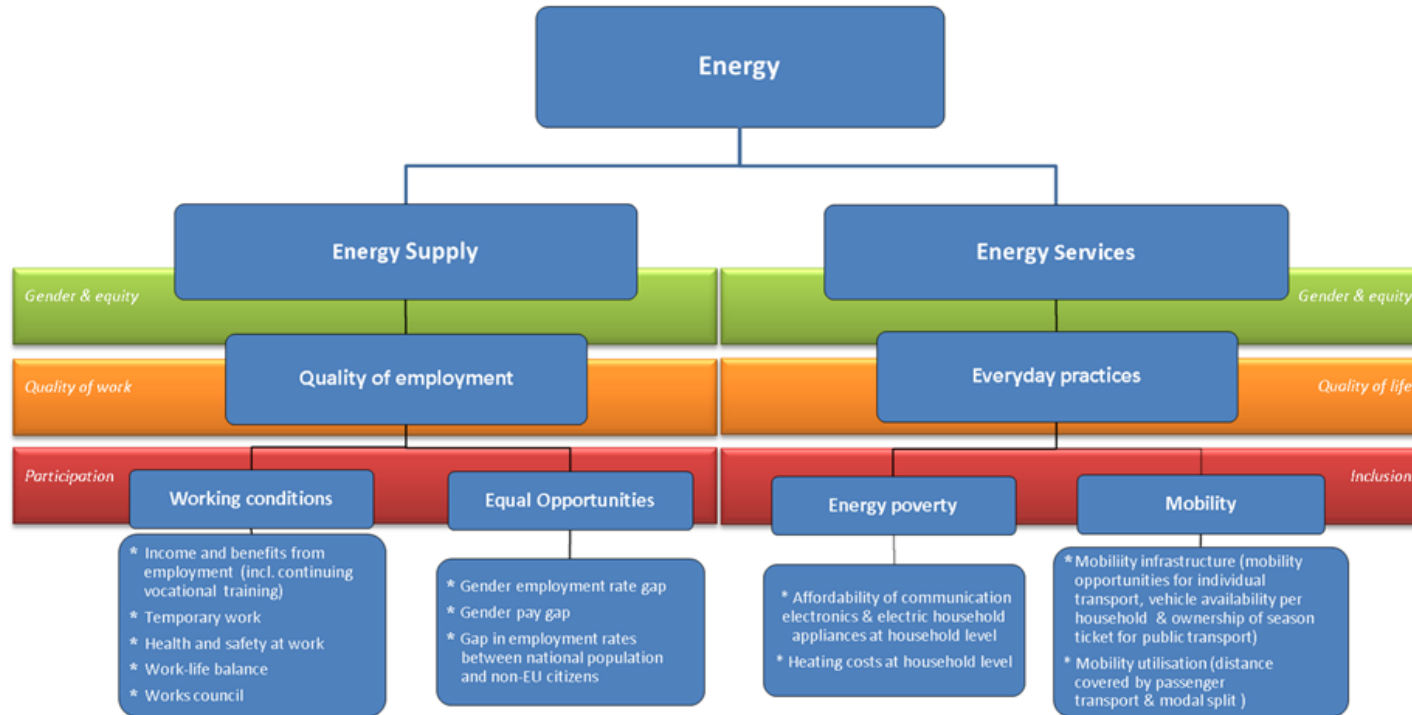 Energy
Energy Supply
Energy Services
Gender & equity
Gender & equity
Quality of employment
Everyday practices
Quality of work
Quality of life
Participation
Inclusion
Working conditions
Equal Opportunities
Energy poverty
Mobility
* Income and benefits from
employment (incl. continuing
vocational training)
* Temporary work
* Health and safety at work
* Work-life balance
* Works council
* Gender employment rate gap
* Gender pay gap
* Gap in employment rates
between national population
and non-EU citizens
* Affordability of communication
electronics & electric household
appliances at household level
* Heating costs at household level
* Mobiliity infrastructure (mobility
opportunities for individual
transport, vehicle availability per
household & ownership of season
ticket for public transport)
* Mobility utilisation (distance
covered by passenger
transport & modal split )